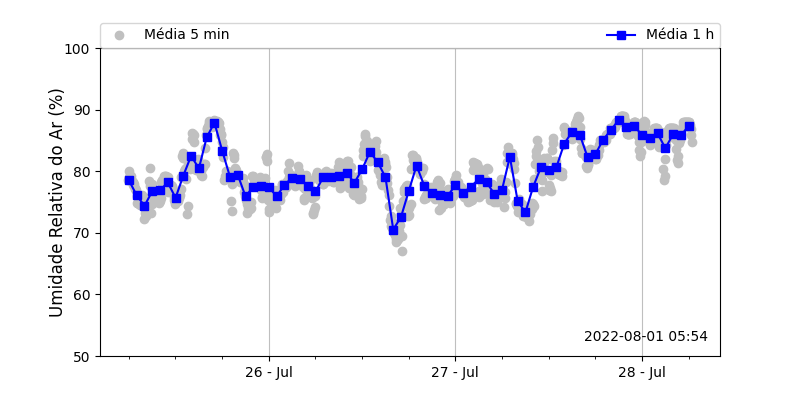 Média 5 min
Média 1 h
Umidade Relativa do Ar (%)
100
90
80
70
60
50
2022-08-01 05:54
26 - Jul
27 - Jul
28 - Jul